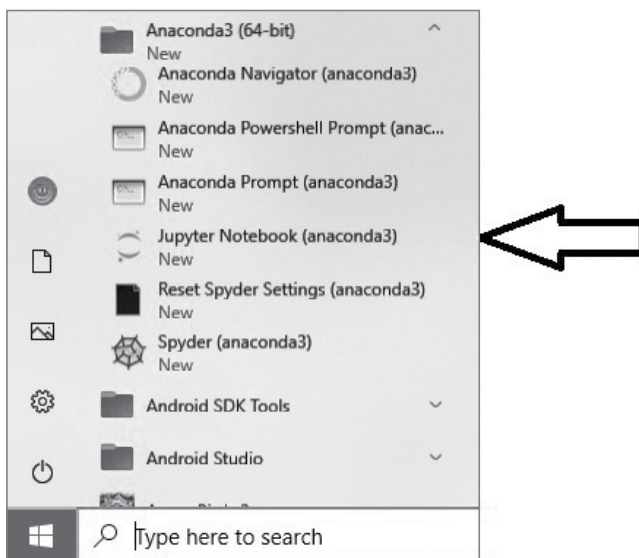 Anaconda3 (64-bit)
New
Anaconda Navigator (anaconda3)
New
Anaconda Powershell Prompt (anac...
New
Anaconda Prompt (anaconda3)
New
Jupyter Notebook (anaconda3)
New
Reset Spyder Settings (anaconda3)
New
Spyder (anaconda3)
New
Android SDK Tools
Android Studio
Type here to search